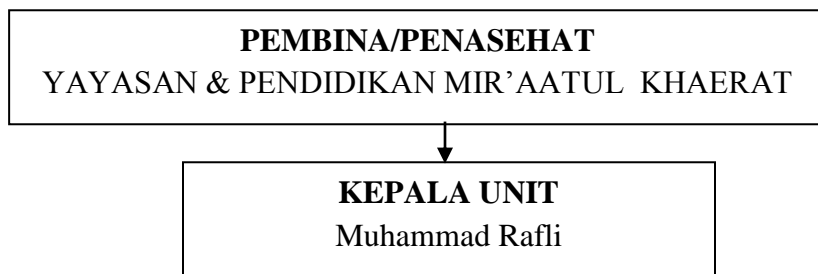 PEMBINA/PENASEHAT
YAYASAN & PENDIDIKAN MIR’AATUL KHAERAT
KEPALA UNIT
Muhammad Rafli